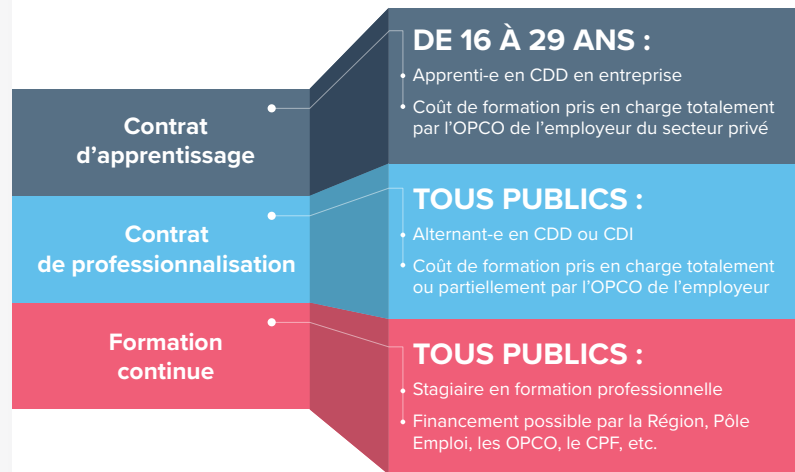 Contrat
d'apprentissage
DE 16 À 29 ANS :
• Apprenti-e en CDD en entreprise
• Coût de formation pris en charge totalement
par l'OPCO de l'employeur du secteur privé
Contrat
de professionnalisation
TOUS PUBLICS :
• Alternant-e en CDD ou CDI
• Coût de formation pris en charge totalement
ou partiellement par l'OPCO de l'employeur
Formation
continue
TOUS PUBLICS :
• Stagiaire en formation professionnelle
• Financement possible par la Région, Pôle
Emploi, les OPCO, le CPF, etc.